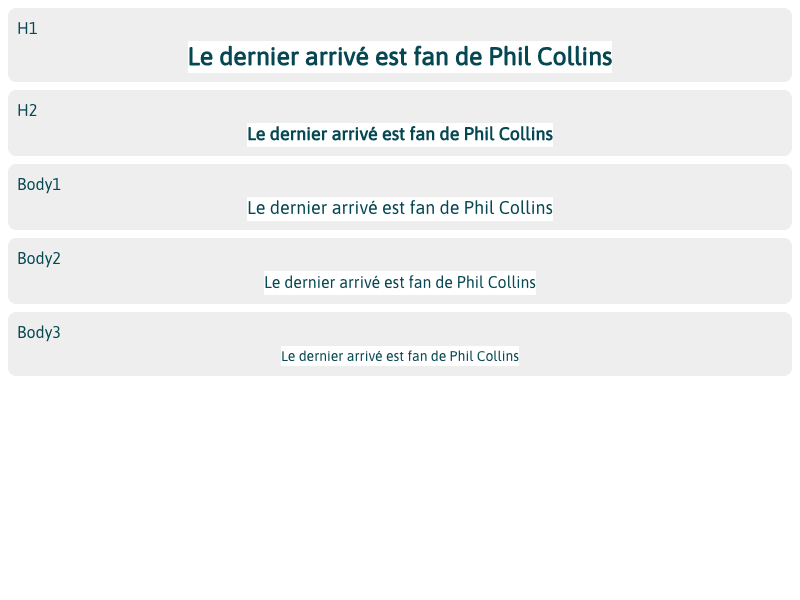 H1
Le dernier arrivé est fan de Phil Collins
H2
Le dernier arrivé est fan de Phil Collins
Body1
Le dernier arrivé est fan de Phil Collins
Body2
Le dernier arrivé est fan de Phil Collins
Body3
Le dernier arrivé est fan de Phil Collins